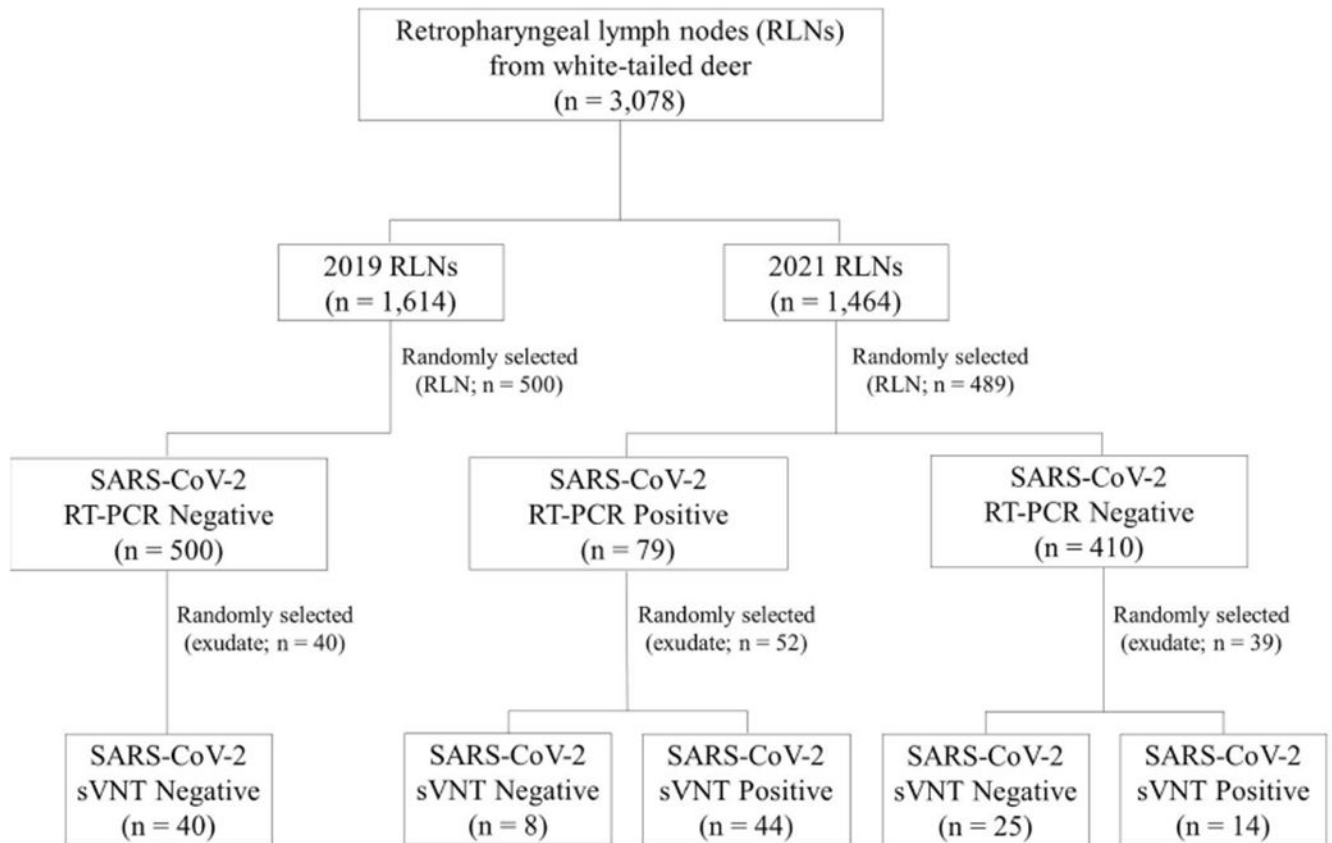 Retropharyngeal lymph nodes (RLNs)
from white-tailed deer
(n = 3,078)
2019 RLNs
(n = 1,614)
2021 RLNs
(n = 1,464)
Randomly selected
(RLN; n = 500)
Randomly selected
(RLN; n = 489)
SARS-CoV-2
RT-PCR Negative
(n = 500)
SARS-CoV-2
RT-PCR Positive
(n = 79)
SARS-CoV-2
RT-PCR Negative
(n = 410)
Randomly selected
(exudate; n = 40)
Randomly selected
(exudate; n = 52)
Randomly selected
(exudate; n = 39)
SARS-CoV-2
sVNT Negative
(n = 40)
SARS-CoV-2
sVNT Negative
(n = 8)
SARS-CoV-2
sVNT Positive
(n = 44)
SARS-CoV-2
sVNT Negative
(n = 25)
SARS-CoV-2
sVNT Positive
(n = 14)